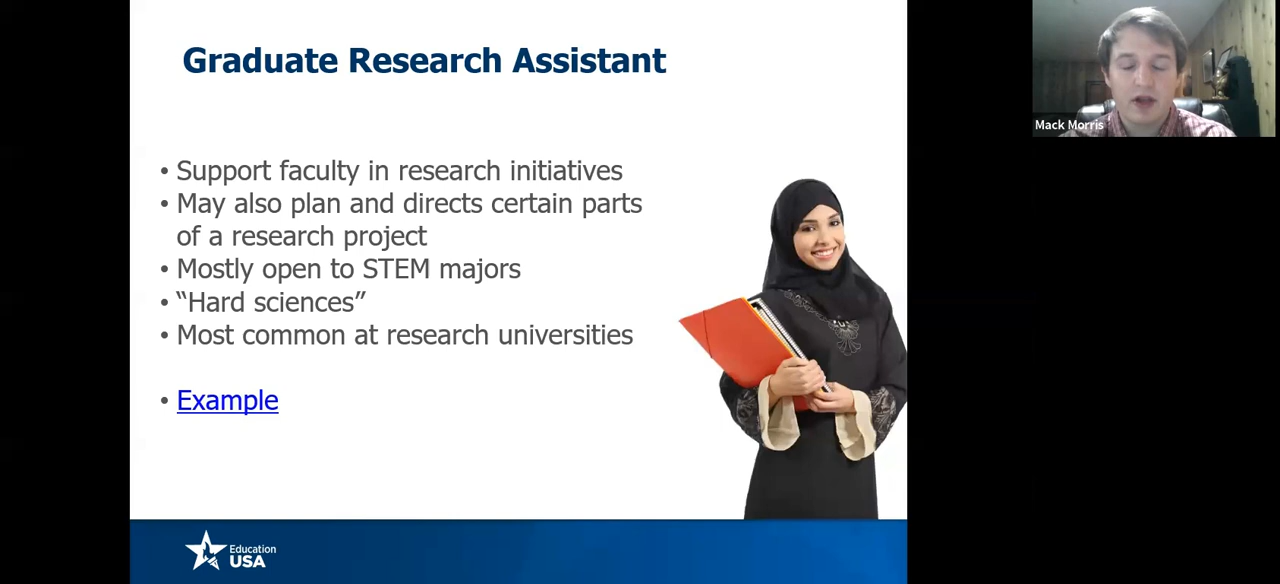 Graduate Research Assistant
• Support faculty in research initiatives
• May also plan and directs certain parts
of a research project
• Mostly open to STEM majors
• “Hard sciences”
• Most common at research universities
• Example
Education
USA
Mack Morris